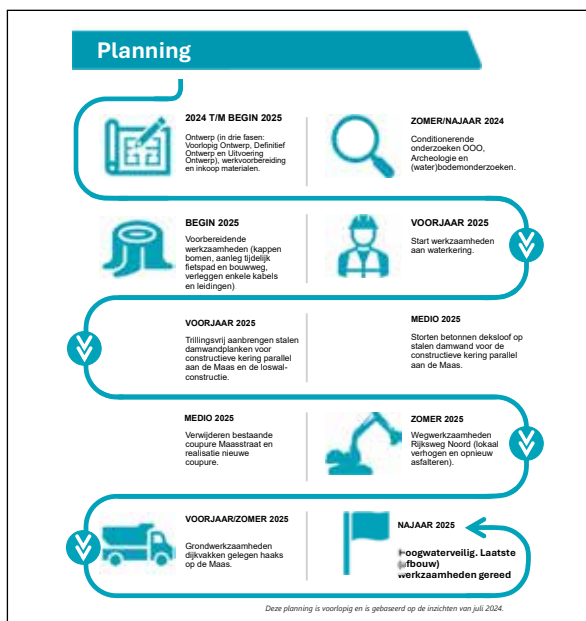 Planning
2024 T/M BEGIN 2025
Ontwerp (in drie fasen:
Voorlopig Ontwerp, Definitief
Ontwerp en Uitvoering
Ontwerp), werkvoorbereiding
en inkoop materialen.
ZOMER/NAJAAR 2024
Conditionerende
onderzoeken OOO,
Archeologie en
(water)bodemonderzoeken.
BEGIN 2025
Voorbereidende
werkzaamheden (kappen
bomen, aanleg tijdelijk
fietspad en bouwweg,
verleggen enkele kabels
en leidingen)
VOORJAAR 2025
Start werkzaamheden
aan waterkering.
VOORJAAR 2025
Trillingsvrij aanbrengen stalen
damwandplanken voor
constructieve kering parallel
aan de Maas en de loswal-
constructie.
MEDIO 2025
Storten betonnen deksloof op
stalen damwand voor de
constructieve kering parallel
aan de Maas.
MEDIO 2025
Verwijderen bestaande
coupure Maasstraat en
realisatie nieuwe
coupure.
ZOMER 2025
Wegwerkzaamheden
Rijksweg Noord (lokaal
verhogen en opnieuw
asfalteren).
VOORJAAR/ZOMER 2025
Grondwerkzaamheden
dijkvakken gelegen haaks
op de Maas.
NAJAAR 2025
Hoogwaterveilig. Laatste
(afbouw)
werkzaamheden gereed
Deze planning is voorlopig en is gebaseerd op de inzichten van juli 2024.